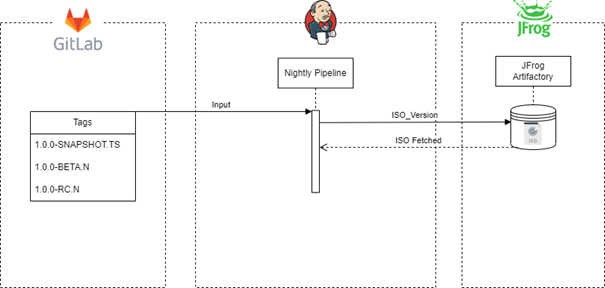 GitLab
JFrog
Nightly Pipeline
JFrog
Artifactory
Input
ISO_Version
Tags
ISO Fetched
1.0.0-SNAPSHOT.TS
1.0.0-BETA.N
1.0.0-RC.N
ISO